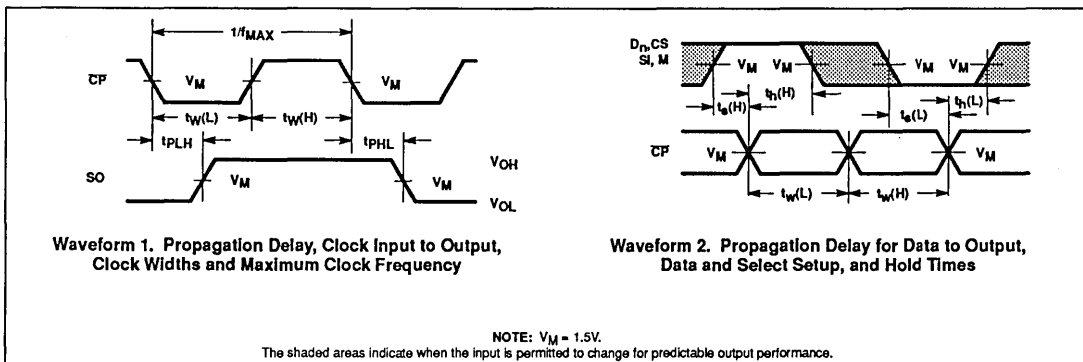 1/fMAX
CP
VM
VM
tW(L)
tW(H)
tPLH
tPHL
SO
VM
VM
VOH
VOL
Waveform 1. Propagation Delay, Clock Input to Output,
Clock Widths and Maximum Clock Frequency
Dn, CS
SI, M
VM
VM
VM
VM
th(H)
th(L)
ts(H)
ts(L)
CP
VM
VM
tw(L)
tw(H)
Waveform 2. Propagation Delay for Data to Output,
Data and Select Setup, and Hold Times
NOTE: VM = 1.5V.
The shaded areas indicate when the input is permitted to change for predictable output performance.